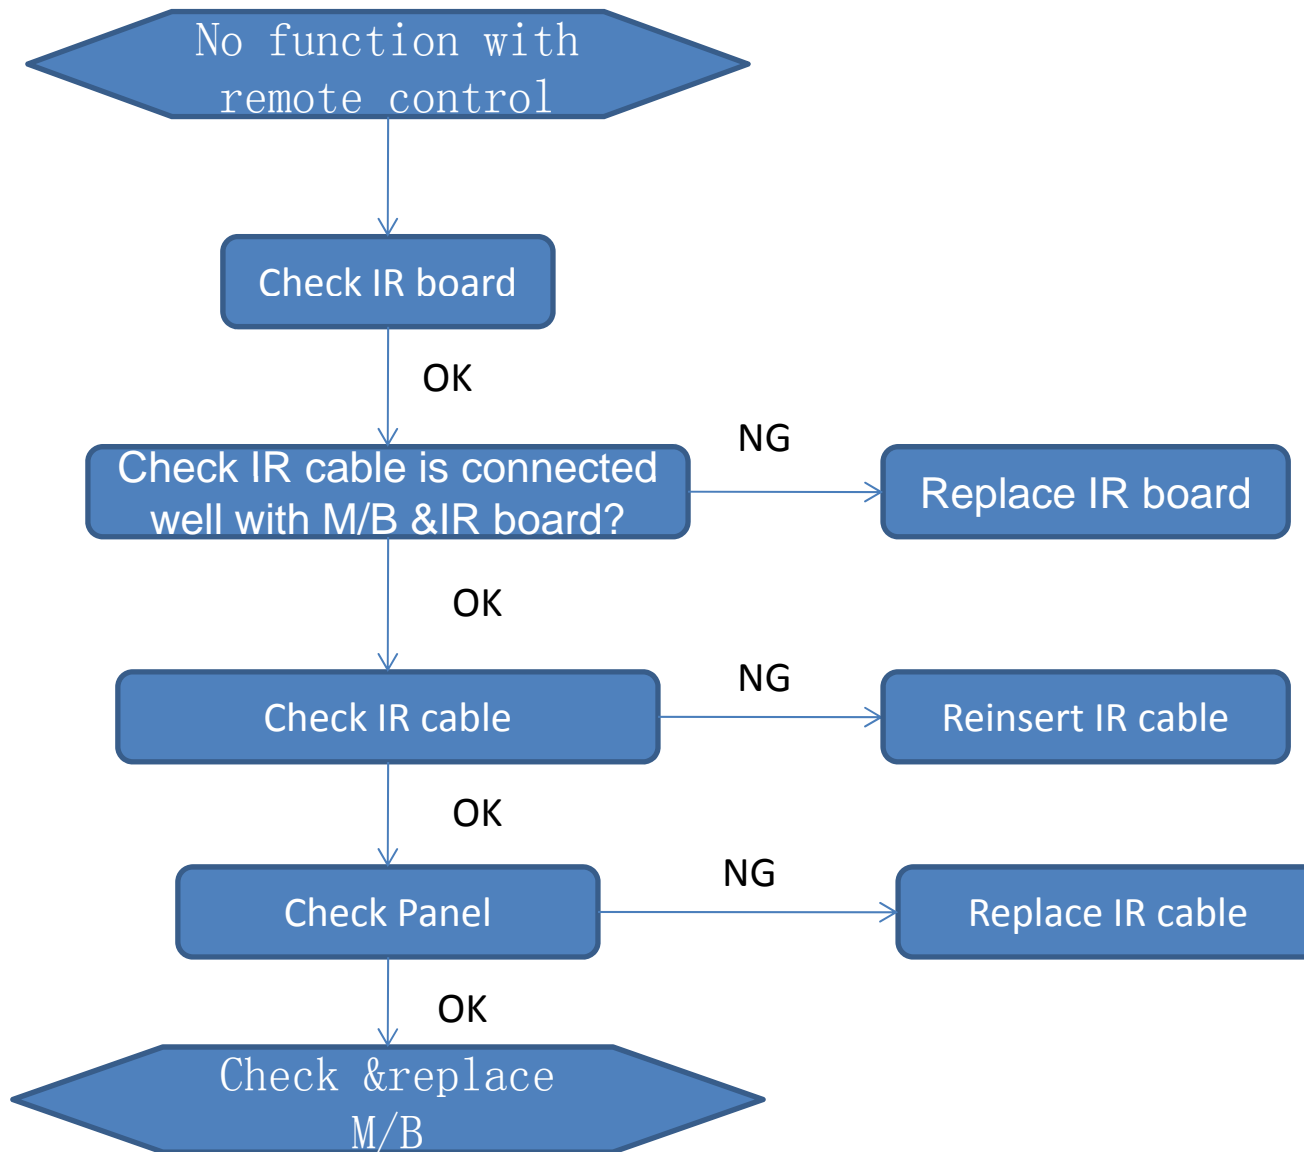 No function with
remote control
Check IR board
OK
Check IR cable is connected
well with M/B &IR board?
NG
Replace IR board
OK
Check IR cable
NG
Reinsert IR cable
OK
Check Panel
NG
Replace IR cable
OK
Check &replace
M/B